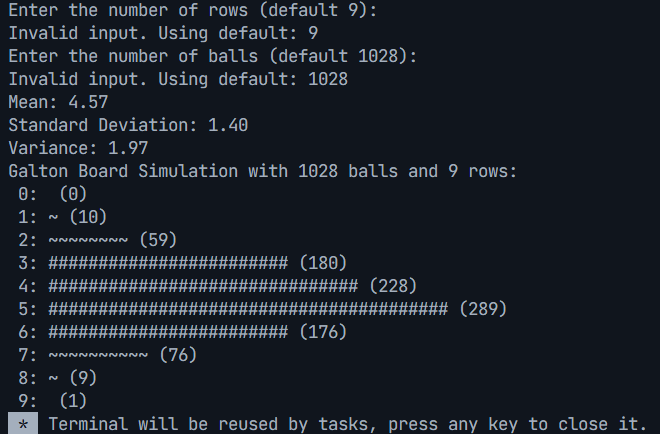 Enter the number of rows (default 9):
Invalid input. Using default: 9
Enter the number of balls (default 1028):
Invalid input. Using default: 1028
Mean: 4.57
Standard Deviation: 1.40
Variance: 1.97
Galton Board Simulation with 1028 balls and 9 rows:
 0:  (0)
 1: ~ (10)
 2: ~~~~~~~~ (59)
 3: ######################## (180)
 4: ############################### (228)
 5: ######################################## (289)
 6: ######################## (176)
 7: ~~~~~~~~~~ (76)
 8: ~ (9)
 9:  (1)
 * Terminal will be reused by tasks, press any key to close it.